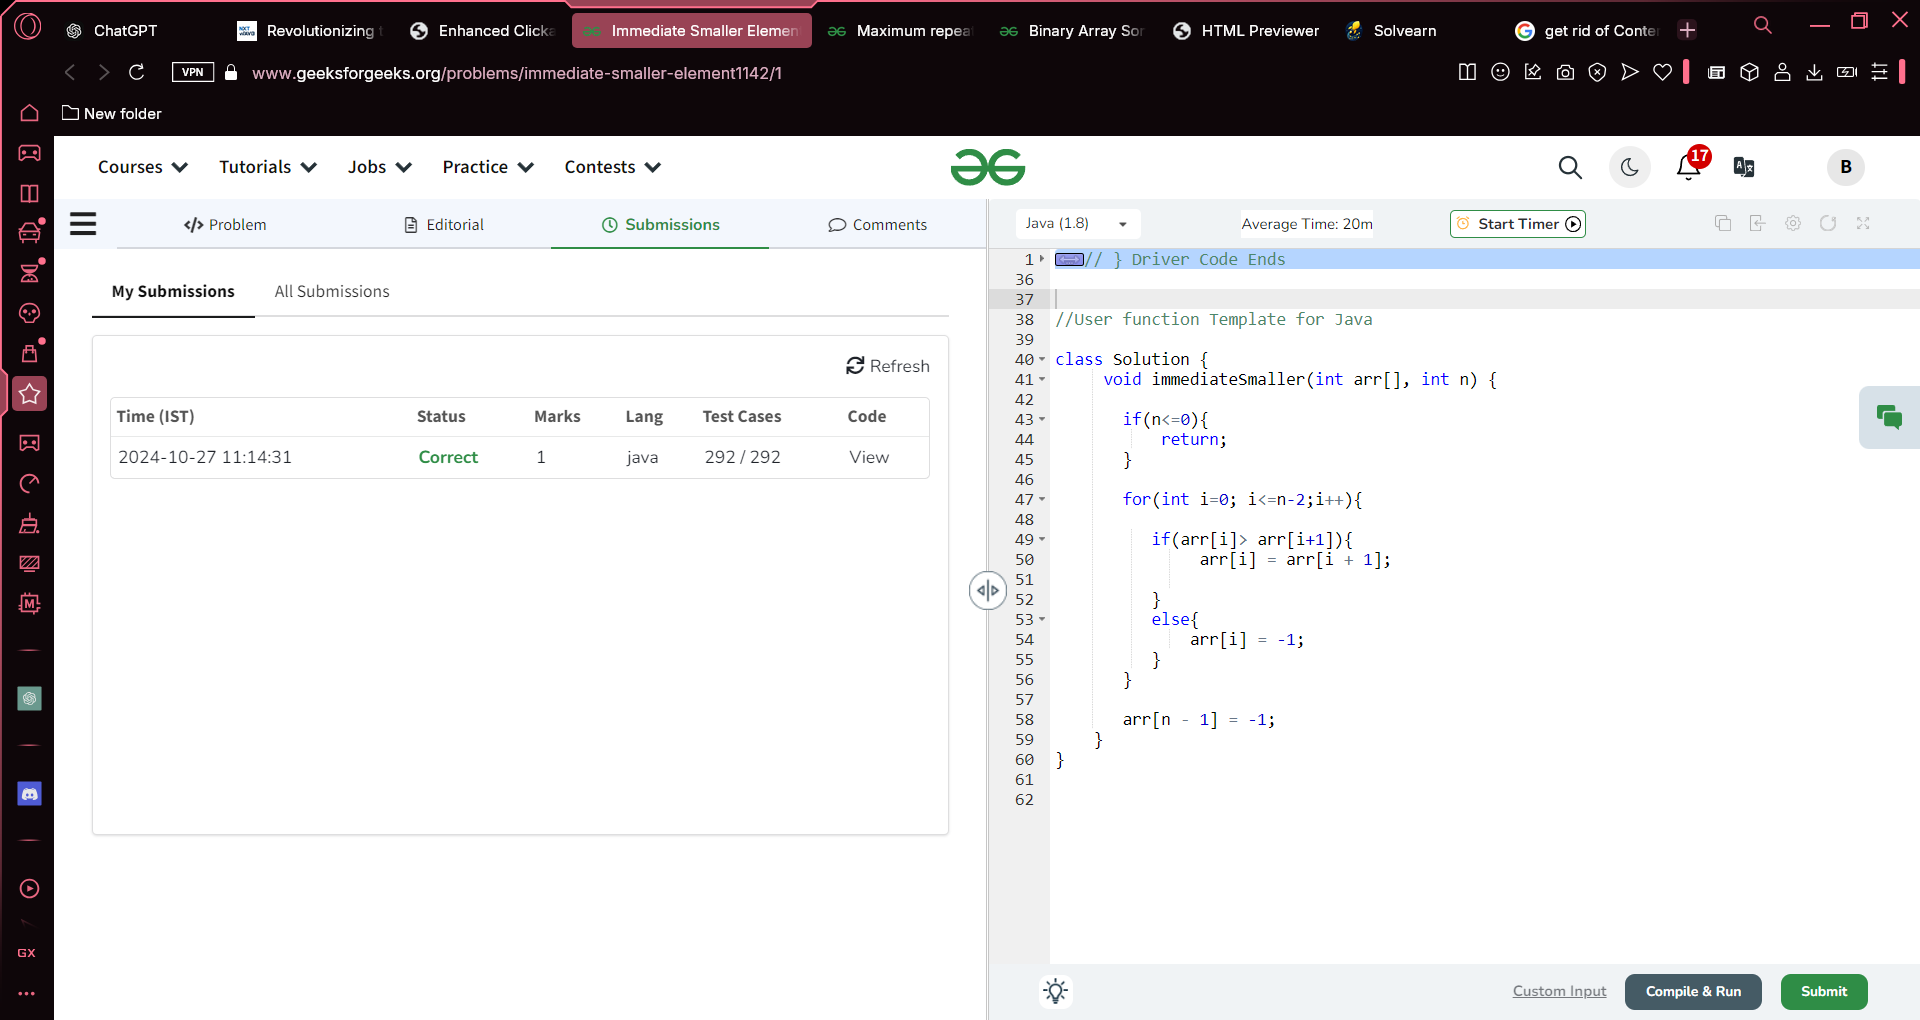 ChatGPT
Revolutionizing
Enhanced Clicka
Immediate Smaller Elemen
Maximum repea
Binary Array Sor
HTML Previewer
Solvearn
get rid of Conter
VPN
www.geeksforgeeks.org/problems/immediate-smaller-element1142/1
New folder
Courses
Tutorials
Jobs
Practice
Contests
17
B
Problem
Editorial
Submissions
Comments
Java (1.8)
Average Time: 20m
Start Timer
My Submissions
All Submissions
Refresh
Time (IST) Status Marks Lang Test Cases Code
2024-10-27 11:14:31 Correct 1 java 292 / 292 View
1 // } Driver Code Ends
36
37
38 //User function Template for Java
39
40 class Solution {
41 void immediateSmaller(int arr[], int n) {
42
43 if(n<=0){
44 return;
45 }
46
47 for(int i=0; i<=n-2;i++){
48
49 if(arr[i]> arr[i+1]){
50 arr[i] = arr[i + 1];
51
52 }
53 else{
54 arr[i] = -1;
55 }
56 }
57
58 arr[n - 1] = -1;
59 }
60 }
61
62
GX
Custom Input
Compile & Run
Submit